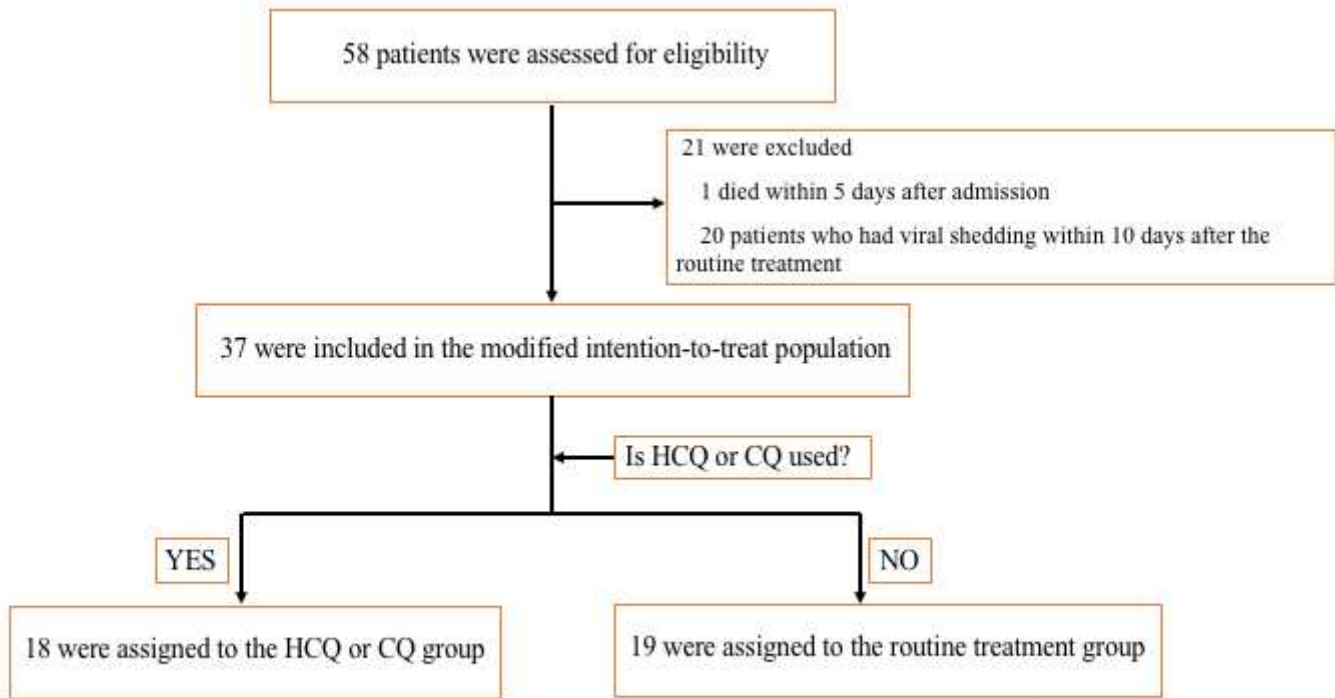 58 patients were assessed for eligibility
21 were excluded
1 died within 5 days after admission
20 patients who had viral shedding within 10 days after the
routine treatment
37 were included in the modified intention-to-treat population
Is HCQ or CQ used?
YES
NO
18 were assigned to the HCQ or CQ group
19 were assigned to the routine treatment group